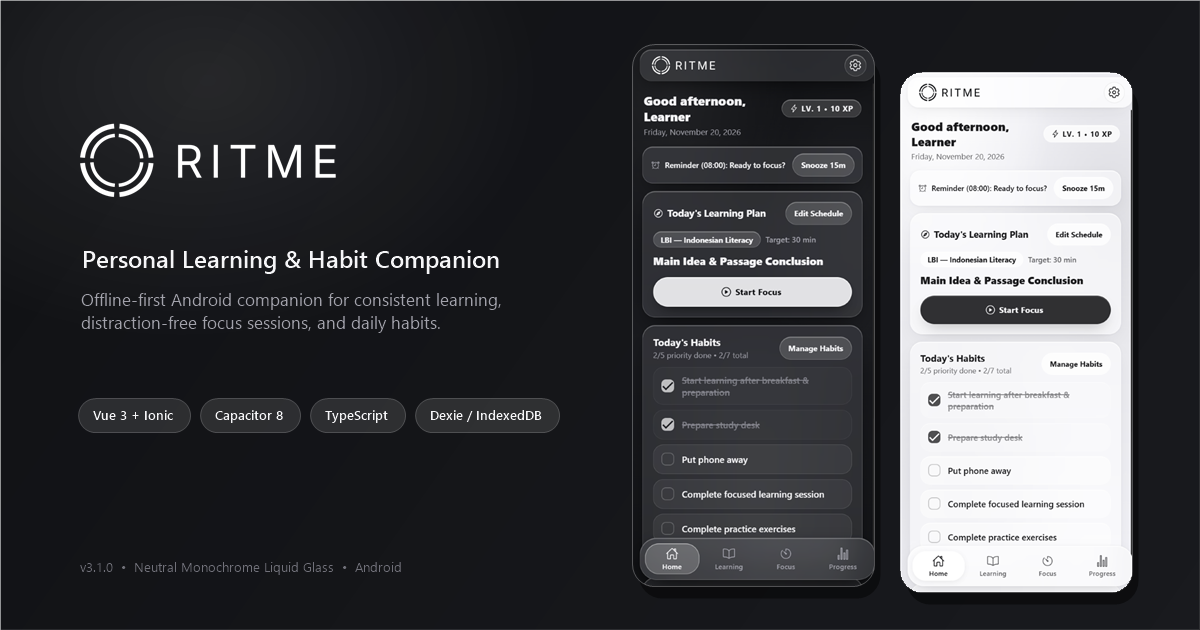 RITME
Personal Learning & Habit Companion
Offline-first Android companion for consistent learning,
distraction-free focus sessions, and daily habits.
Vue 3 + Ionic
Capacitor 8
TypeScript
Dexie / IndexedDB
v3.1.0 • Neutral Monochrome Liquid Glass • Android
RITME
Good afternoon,
Learner
LV. 1 • 10 XP
Friday, November 20, 2026
Reminder (08:00): Ready to focus?
Snooze 15m
Today's Learning Plan
Edit Schedule
LBI — Indonesian Literacy
Target: 30 min
Main Idea & Passage Conclusion
Start Focus
Today's Habits
2/5 priority done • 2/7 total
Manage Habits
Start learning after breakfast &
preparation
Prepare study desk
Put phone away
Complete focused learning session
Complete practice exercises
Home
Learning
Focus
Progress
RITME
Good afternoon,
Learner
LV. 1 • 10 XP
Friday, November 20, 2026
Reminder (08:00): Ready to focus?
Snooze 15m
Today's Learning Plan
Edit Schedule
LBI — Indonesian Literacy
Target: 30 min
Main Idea & Passage Conclusion
Start Focus
Today's Habits
2/5 priority done • 2/7 total
Manage Habits
Start learning after breakfast &
preparation
Prepare study desk
Put phone away
Complete focused learning session
Complete practice exercises
Home
Learning
Focus
Progress